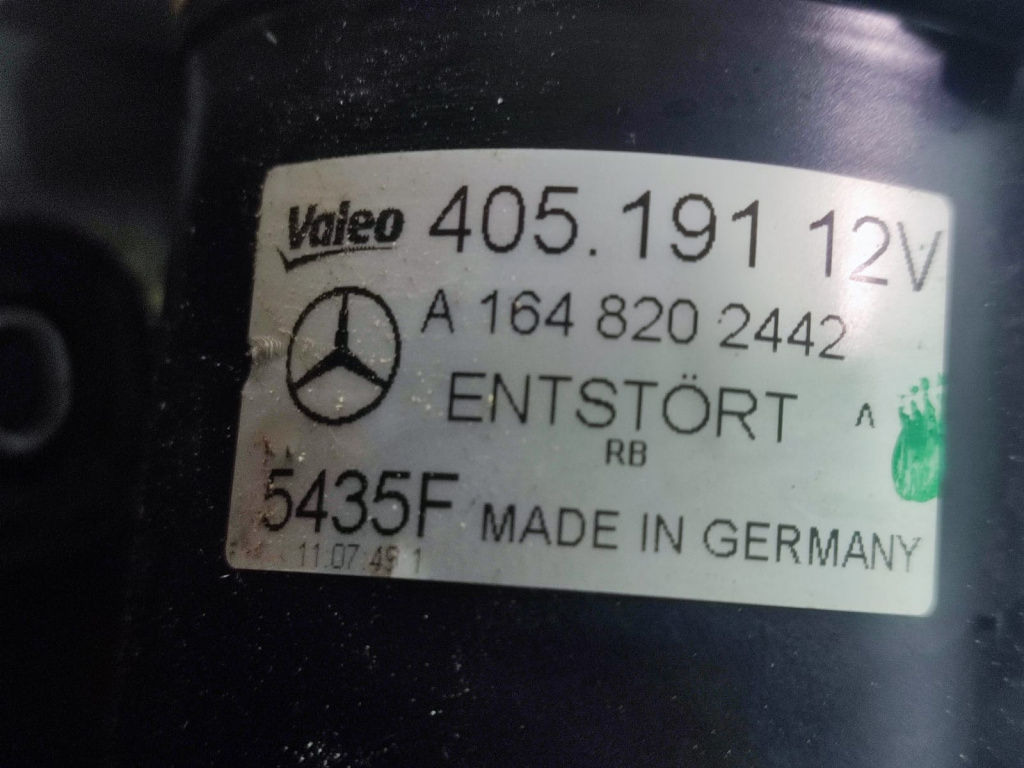 Valeo 405.191 12V
A 164 820 2442
ENTSTÖRT A
RB
5435F MADE IN GERMANY
11.07.49 1